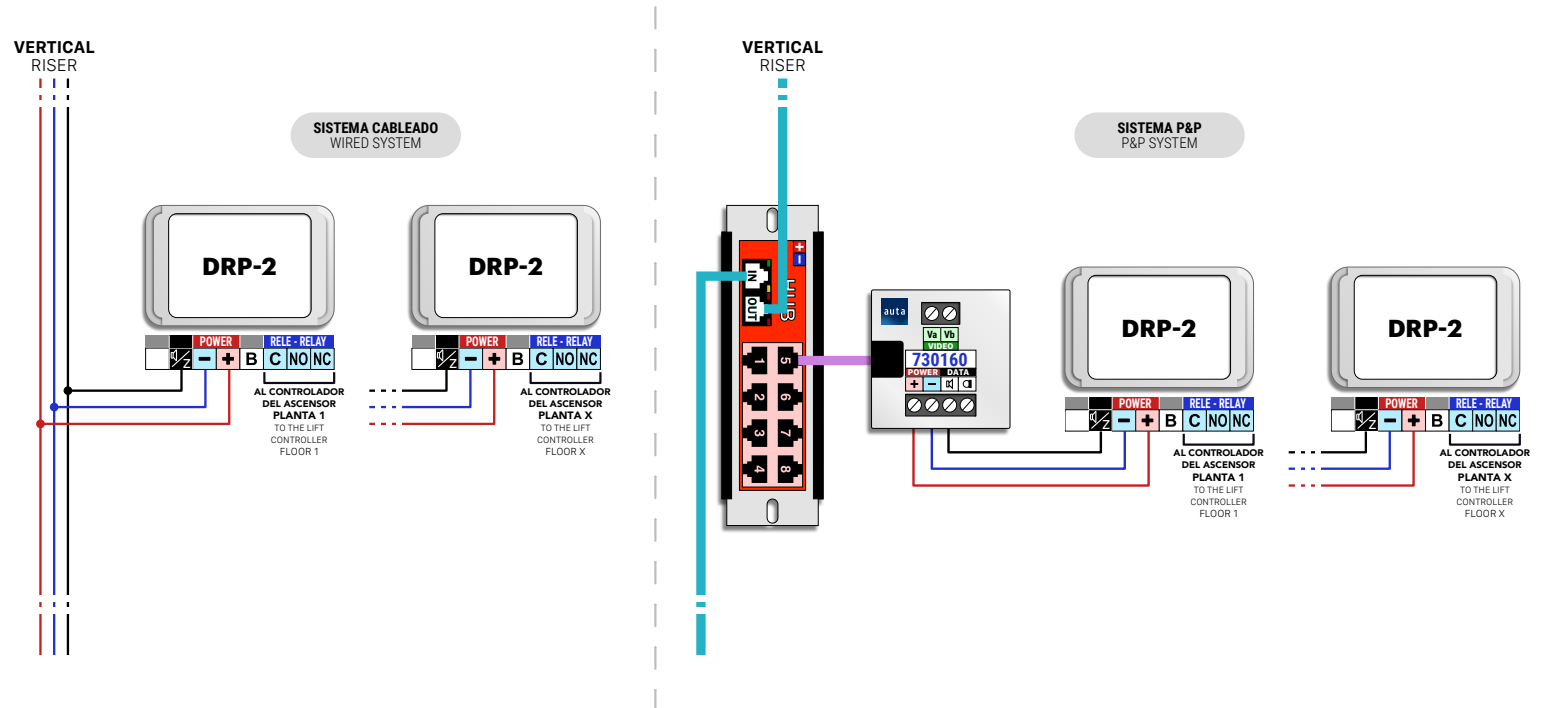 VERTICAL
RISER
SISTEMA CABLEADO
WIRED SYSTEM
DRP-2
POWER
RELE - RELAY
Z
−
+
B
C
NO
NC
AL CONTROLADOR
DEL ASCENSOR
PLANTA 1
TO THE LIFT
CONTROLLER
FLOOR 1
DRP-2
POWER
RELE - RELAY
Z
−
+
B
C
NO
NC
AL CONTROLADOR
DEL ASCENSOR
PLANTA X
TO THE LIFT
CONTROLLER
FLOOR X
VERTICAL
RISER
SISTEMA P&P
P&P SYSTEM
+
−
HUB
IN
OUT
1
5
2
6
3
7
4
8
auta
Va
Vb
VIDEO
730160
POWER
DATA
+
−
DRP-2
POWER
RELE - RELAY
Z
−
+
B
C
NO
NC
AL CONTROLADOR
DEL ASCENSOR
PLANTA 1
TO THE LIFT
CONTROLLER
FLOOR 1
DRP-2
POWER
RELE - RELAY
Z
−
+
B
C
NO
NC
AL CONTROLADOR
DEL ASCENSOR
PLANTA X
TO THE LIFT
CONTROLLER
FLOOR X